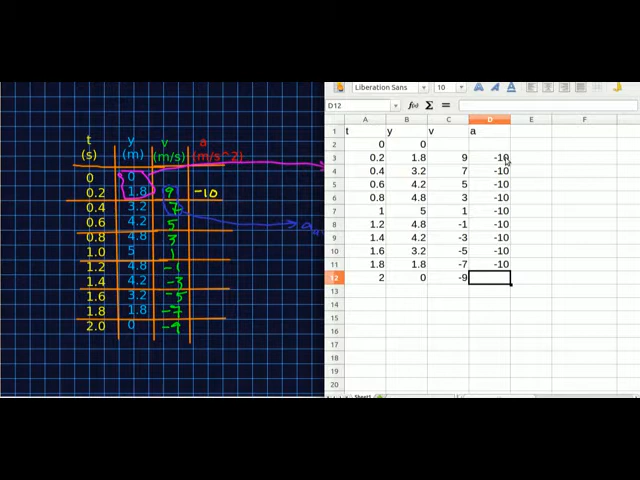 t y v a
(s) (m) (m/s) (m/s^2)
0 0
0.2 1.8 9 -10
0.4 3.2 7
0.6 4.2 5
0.8 4.8 3
1.0 5 1
1.2 4.8 -1
1.4 4.2 -3
1.6 3.2 -5
1.8 1.8 -7
2.0 0 -9
Liberation Sans 10
D12
A B C D E F
1 t y v a
2 0 0
3 0.2 1.8 9 -10
4 0.4 3.2 7 -10
5 0.6 4.2 5 -10
6 0.8 4.8 3 -10
7 1 5 1 -10
8 1.2 4.8 -1 -10
9 1.4 4.2 -3 -10
10 1.6 3.2 -5 -10
11 1.8 1.8 -7 -10
12 2 0 -9
13
14
15
16
17
18
19
20